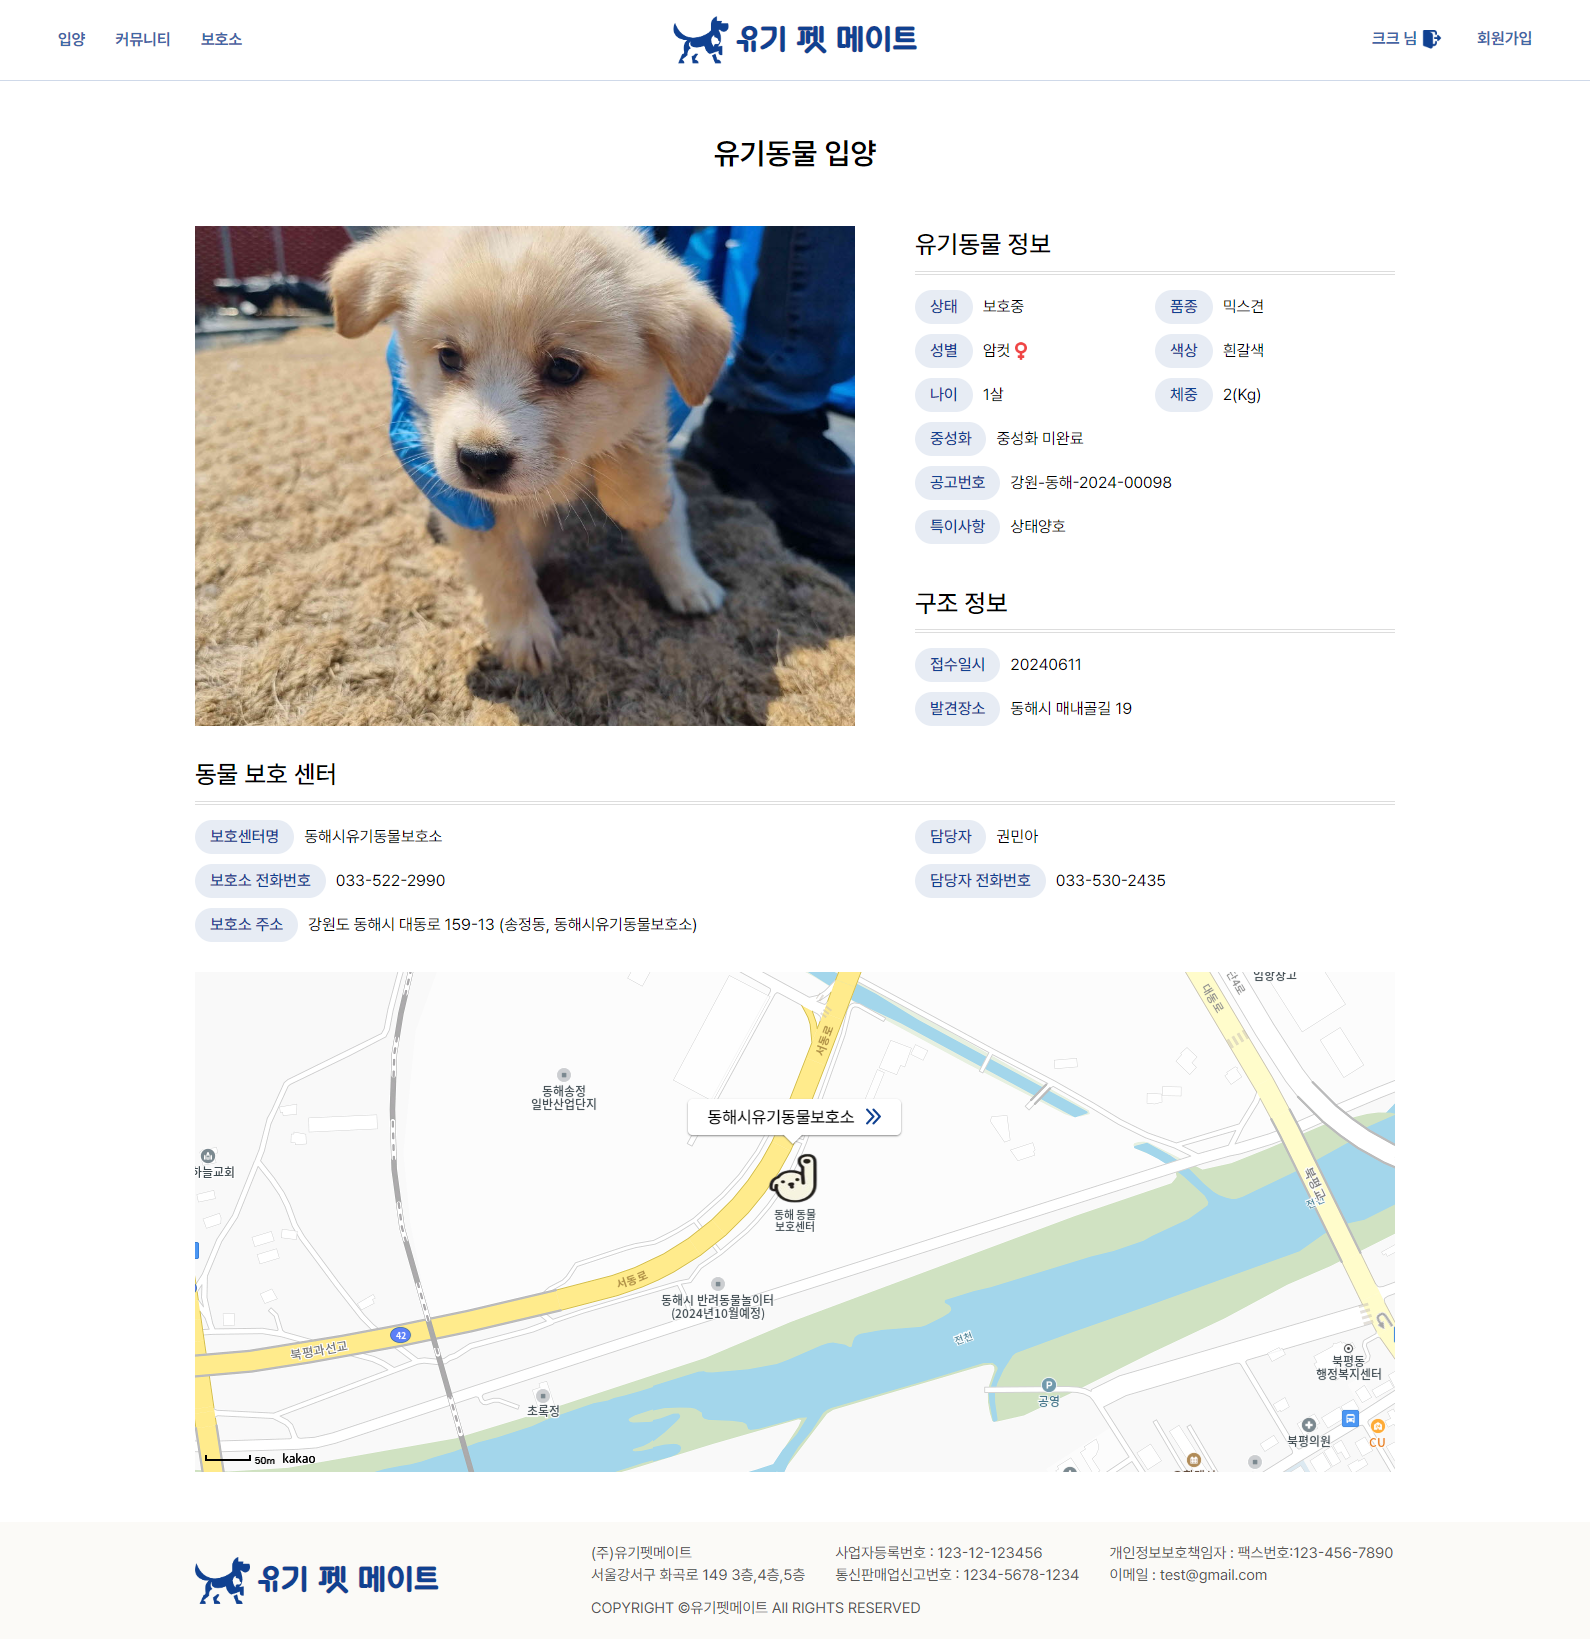 입양
커뮤니티
보호소
유기 펫 메이트
크크 님
회원가입
유기동물 입양
유기동물 정보
상태 보호중
품종 믹스견
성별 암컷
색상 흰갈색
나이 1살
체중 2(Kg)
중성화 중성화 미완료
공고번호 강원-동해-2024-00098
특이사항 상태양호
구조 정보
접수일시 20240611
발견장소 동해시 매내골길 19
동물 보호 센터
보호센터명 동해시유기동물보호소
담당자 권민아
보호소 전화번호 033-522-2990
담당자 전화번호 033-530-2435
보호소 주소 강원도 동해시 대동로 159-13 (송정동, 동해시유기동물보호소)
단4로
대동로
서동로
동해송정
일반산업단지
동해시유기동물보호소
하늘교회
북평교
동해 동물
보호센터
서동로
동해시 반려동물놀이터
(2024년10월예정)
42
북평과선교
전천
북평동
행정복지센터
P
공영
초록정
북평의원
CU
50m kakao
유기 펫 메이트
(주)유기펫메이트
서울강서구 화곡로 149 3층,4층,5층
사업자등록번호 : 123-12-123456
통신판매업신고번호 : 1234-5678-1234
개인정보보호책임자 : 팩스번호:123-456-7890
이메일 : test@gmail.com
COPYRIGHT ©유기펫메이트 All RIGHTS RESERVED